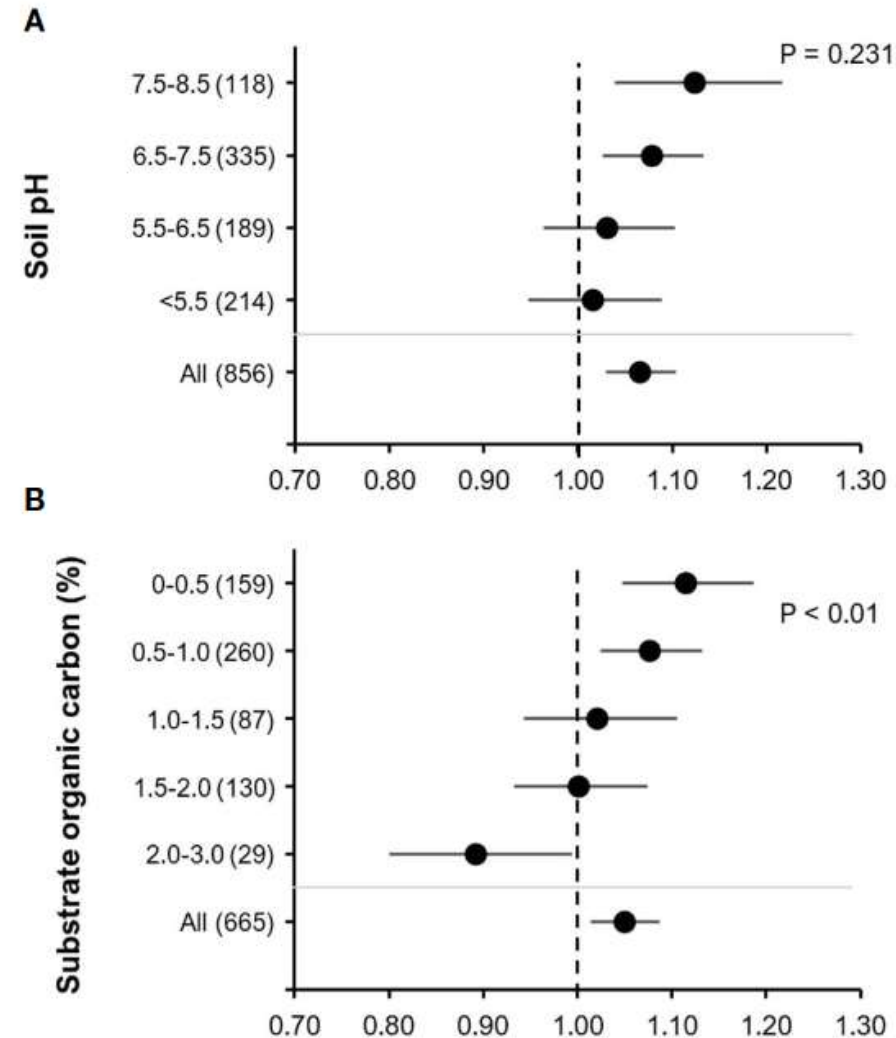 A
P = 0.231
Soil pH
7.5-8.5 (118)
6.5-7.5 (335)
5.5-6.5 (189)
<5.5 (214)
All (856)
0.70 0.80 0.90 1.00 1.10 1.20 1.30
B
Substrate organic carbon (%)
0-0.5 (159)
P < 0.01
0.5-1.0 (260)
1.0-1.5 (87)
1.5-2.0 (130)
2.0-3.0 (29)
All (665)
0.70 0.80 0.90 1.00 1.10 1.20 1.30